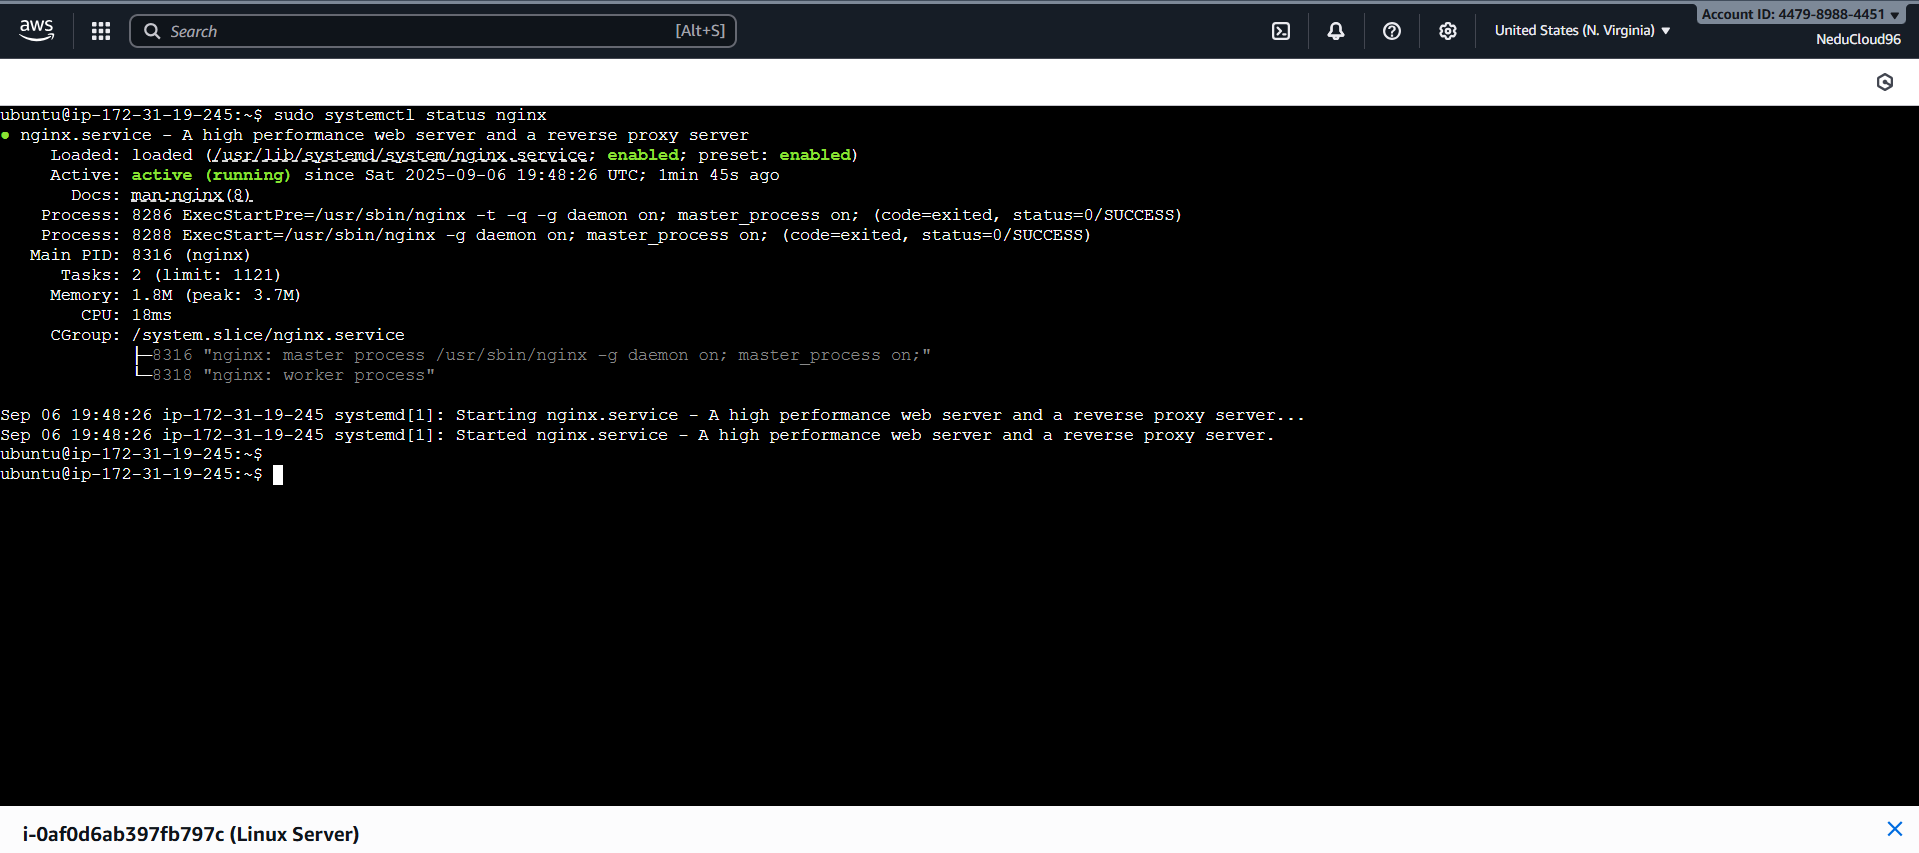 aws
Search [Alt+S]
United States (N. Virginia)
Account ID: 4479-8988-4451
NeduCloud96
ubuntu@ip-172-31-19-245:~$ sudo systemctl status nginx
● nginx.service - A high performance web server and a reverse proxy server
Loaded: loaded (/usr/lib/systemd/system/nginx.service; enabled; preset: enabled)
Active: active (running) since Sat 2025-09-06 19:48:26 UTC; 1min 45s ago
Docs: man:nginx(8)
Process: 8286 ExecStartPre=/usr/sbin/nginx -t -q -g daemon on; master_process on; (code=exited, status=0/SUCCESS)
Process: 8288 ExecStart=/usr/sbin/nginx -g daemon on; master_process on; (code=exited, status=0/SUCCESS)
Main PID: 8316 (nginx)
Tasks: 2 (limit: 1121)
Memory: 1.8M (peak: 3.7M)
CPU: 18ms
CGroup: /system.slice/nginx.service
├─8316 "nginx: master process /usr/sbin/nginx -g daemon on; master_process on;"
└─8318 "nginx: worker process"
Sep 06 19:48:26 ip-172-31-19-245 systemd[1]: Starting nginx.service - A high performance web server and a reverse proxy server...
Sep 06 19:48:26 ip-172-31-19-245 systemd[1]: Started nginx.service - A high performance web server and a reverse proxy server.
ubuntu@ip-172-31-19-245:~$
ubuntu@ip-172-31-19-245:~$
i-0af0d6ab397fb797c (Linux Server)